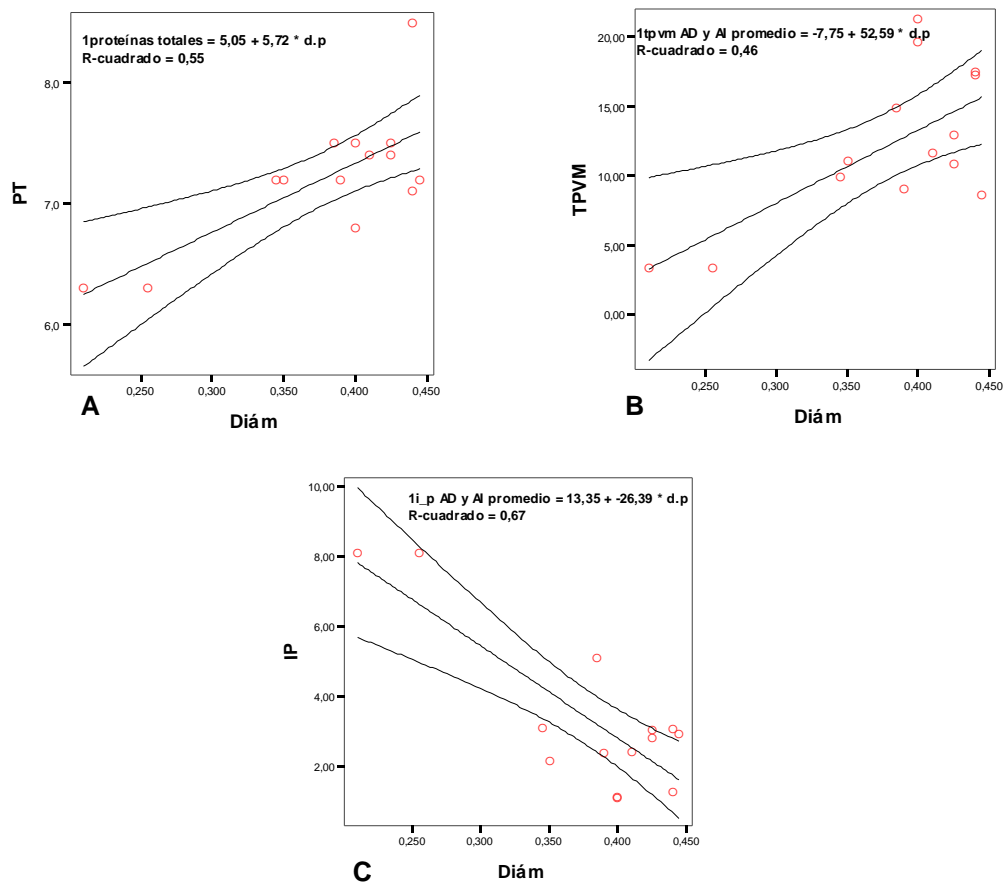 1proteínas totales = 5,05 + 5,72 * d.p
R-cuadrado = 0,55
8,0
7,0
6,0
PT
0,250 0,300 0,350 0,400 0,450
A
Diám
1tpvm AD y AI promedio = -7,75 + 52,59 * d.p
R-cuadrado = 0,46
20,00
15,00
10,00
5,00
0,00
TPVM
0,250 0,300 0,350 0,400 0,450
B
Diám
1i_p AD y AI promedio = 13,35 + -26,39 * d.p
R-cuadrado = 0,67
10,00
8,00
6,00
4,00
2,00
IP
0,250 0,300 0,350 0,400 0,450
C
Diám